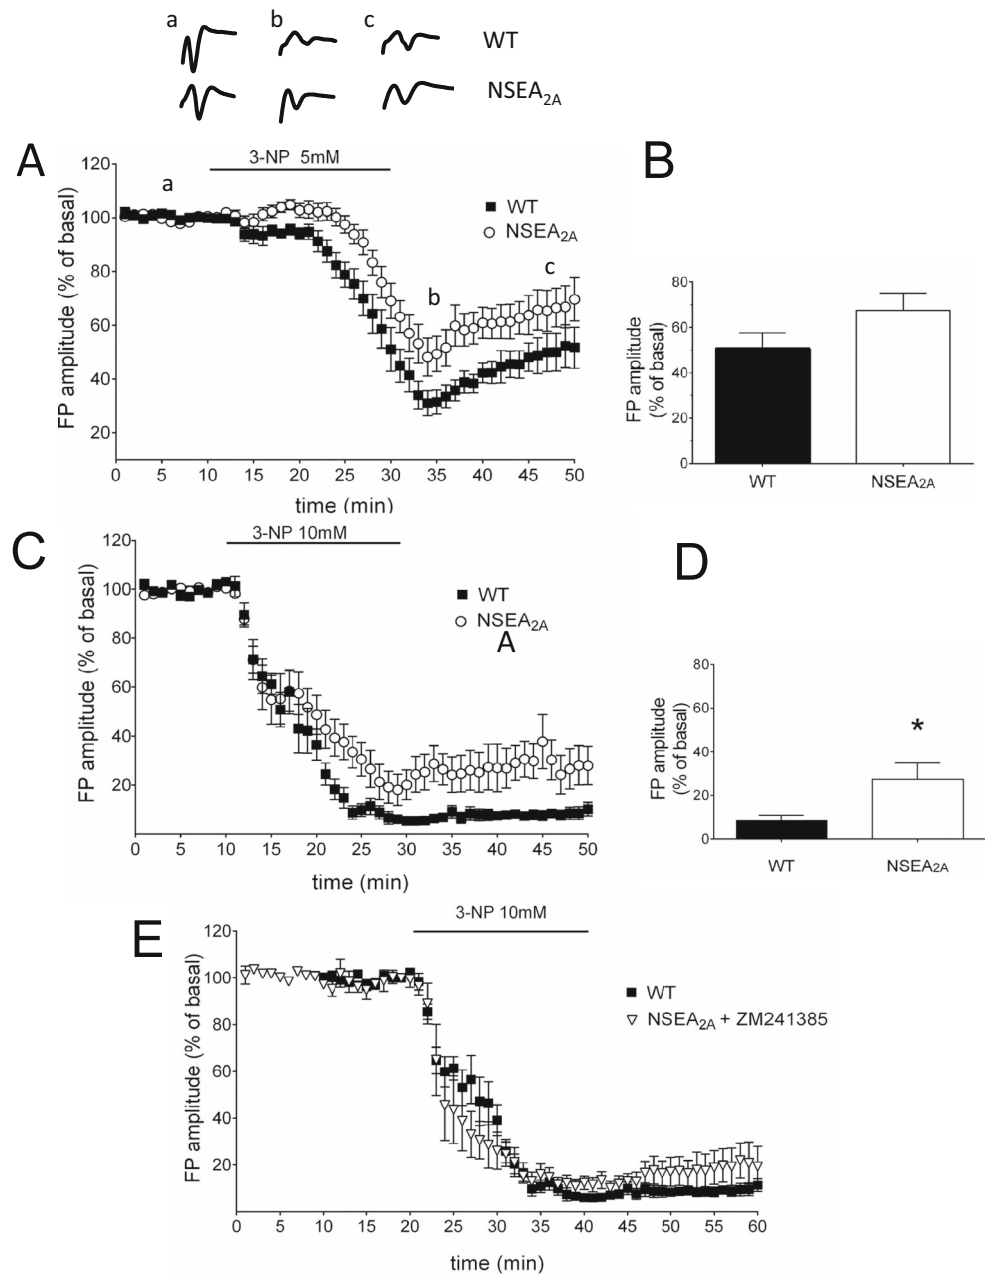 a b c
WT
NSEA2A
A
3-NP 5mM
120
100
80
60
40
20
FP amplitude (% of basal)
a
b
c
WT
NSEA2A
0 5 10 15 20 25 30 35 40 45 50
time (min)
B
80
60
40
20
0
FP amplitude
(% of basal)
WT NSEA2A
C
3-NP 10mM
120
100
80
60
40
20
FP amplitude (% of basal)
WT
NSEA2A
A
0 5 10 15 20 25 30 35 40 45 50
time (min)
D
80
60
40
20
0
FP amplitude
(% of basal)
*
WT NSEA2A
E
3-NP 10mM
120
100
80
60
40
20
FP amplitude (% of basal)
WT
NSEA2A + ZM241385
0 5 10 15 20 25 30 35 40 45 50 55 60
time (min)